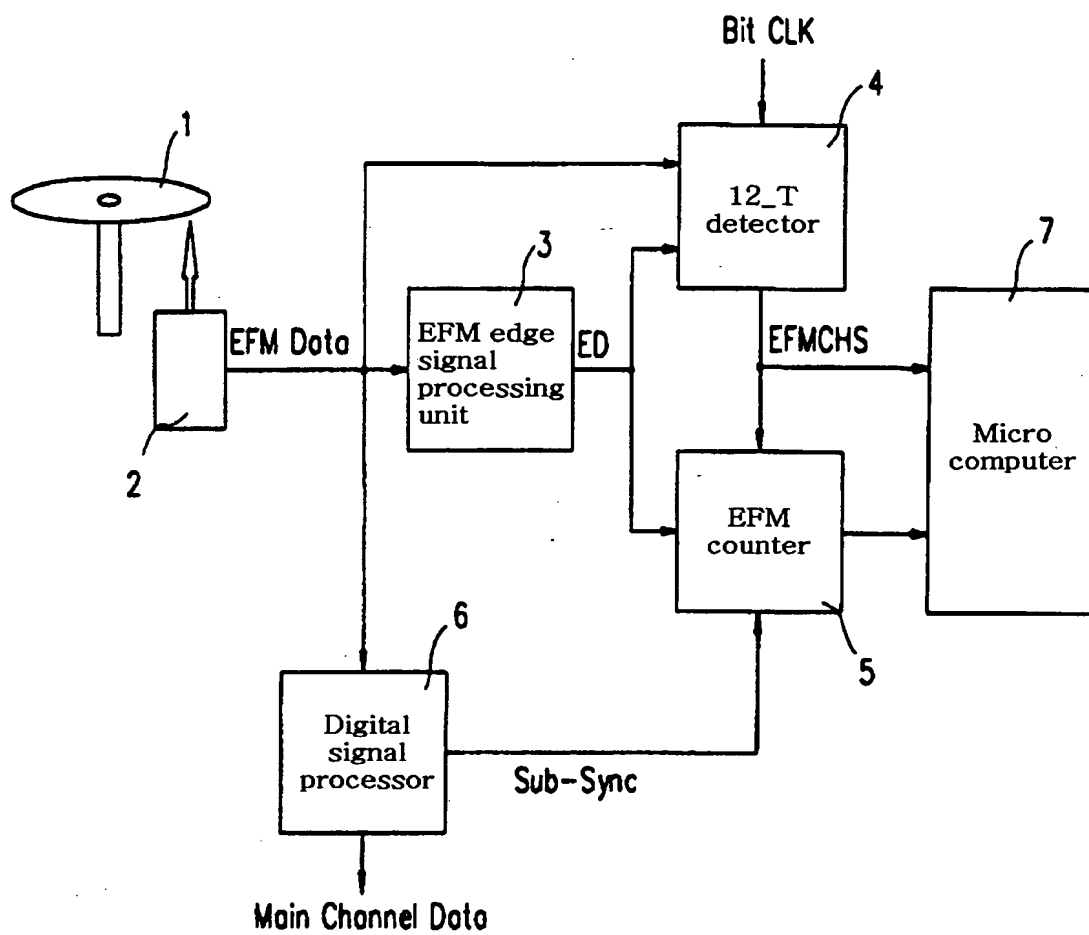 Bit CLK
4
1
12_T
detector
7
3
EFM Data
EFM edge
signal
processing
unit
ED
EFMCHS
2
Micro
computer
EFM
counter
5
6
Digital
signal
processor
Sub-Sync
Main Channel Data